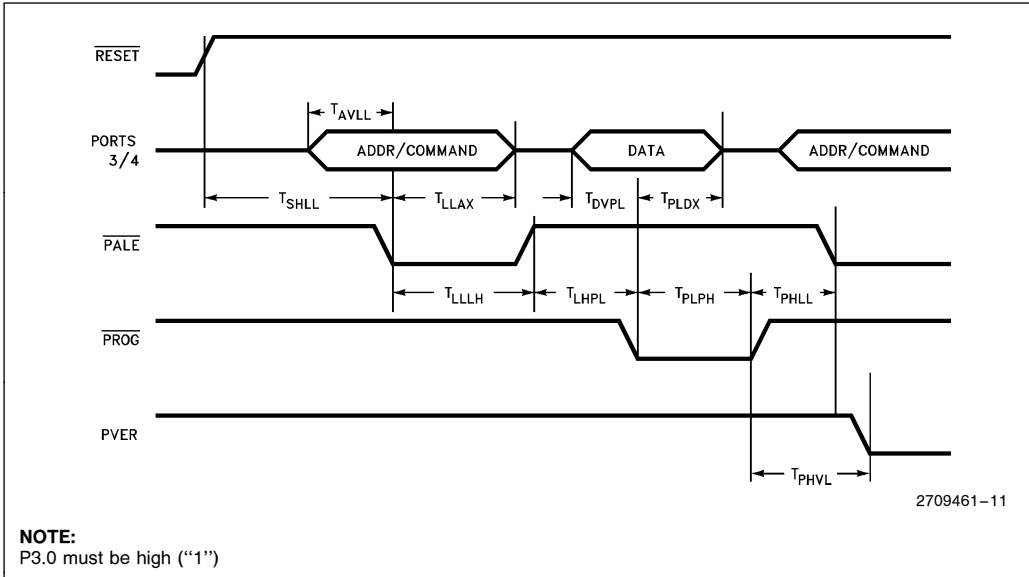 RESET
T_AVLL
PORTS
3/4
ADDR/COMMAND DATA ADDR/COMMAND
T_SHLL T_LLAX T_DVPL T_PLDX
PALE
T_LLLH T_LHPL T_PLPH T_PHLL
PROG
PVER
T_PHVL
2709461–11
NOTE:
P3.0 must be high (‘‘1’’)